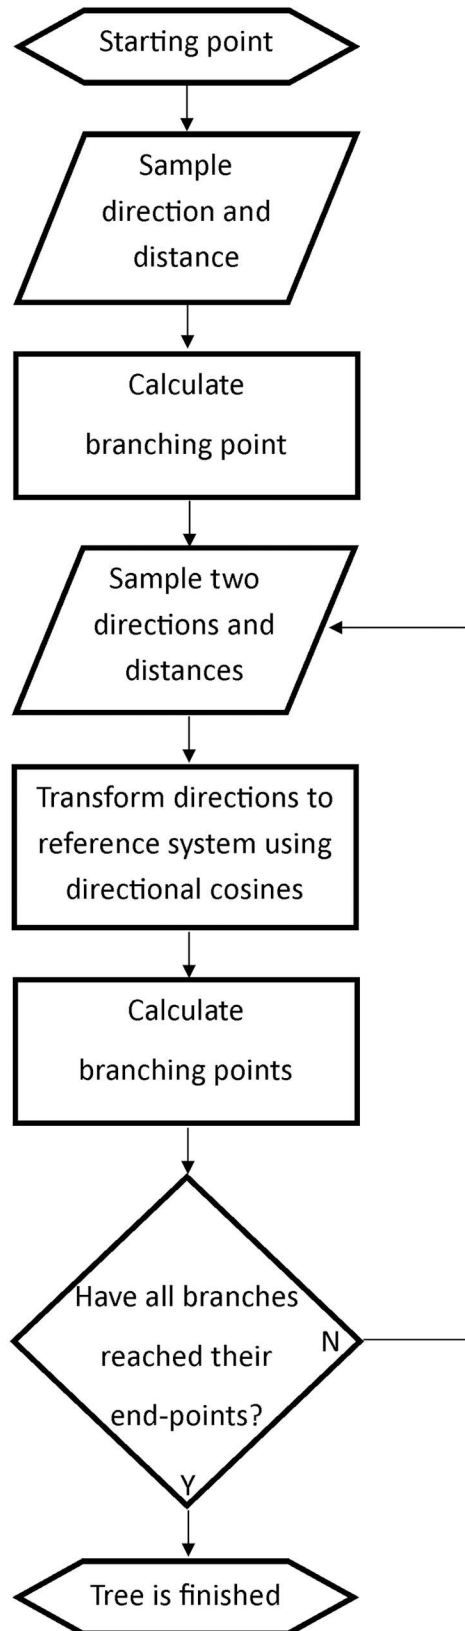 Starting point
Sample
direction and
distance
Calculate
branching point
Sample two
directions and
distances
Transform directions to
reference system using
directional cosines
Calculate
branching points
Have all branches
reached their
N
end-points?
Y
Tree is finished